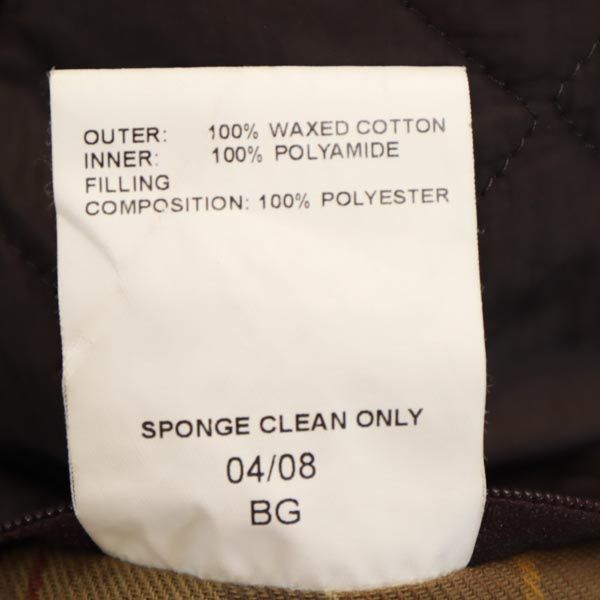 OUTER: 100% WAXED COTTON
INNER: 100% POLYAMIDE
FILLING
COMPOSITION: 100% POLYESTER
SPONGE CLEAN ONLY
04/08
BG